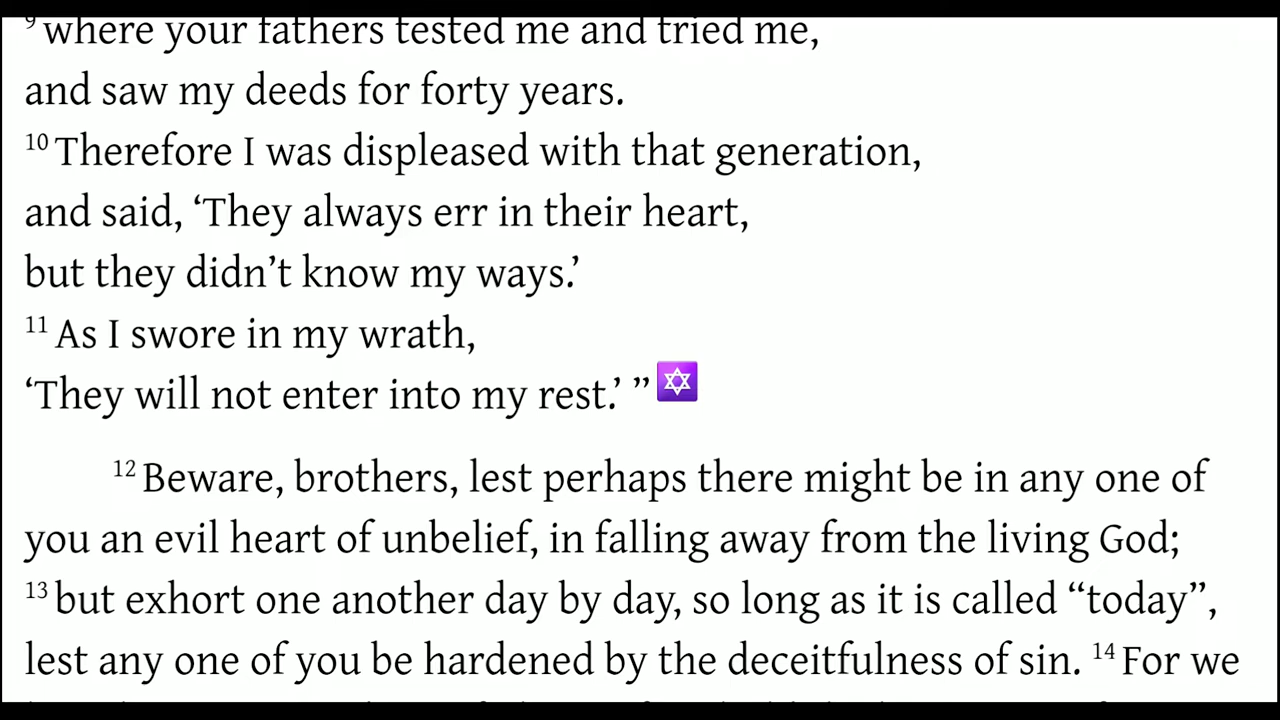 9 where your fathers tested me and tried me,
and saw my deeds for forty years.
10 Therefore I was displeased with that generation,
and said, ‘They always err in their heart,
but they didn’t know my ways.’
11 As I swore in my wrath,
‘They will not enter into my rest.’ ” ✡
12 Beware, brothers, lest perhaps there might be in any one of
you an evil heart of unbelief, in falling away from the living God;
13 but exhort one another day by day, so long as it is called “today”,
lest any one of you be hardened by the deceitfulness of sin. 14 For we